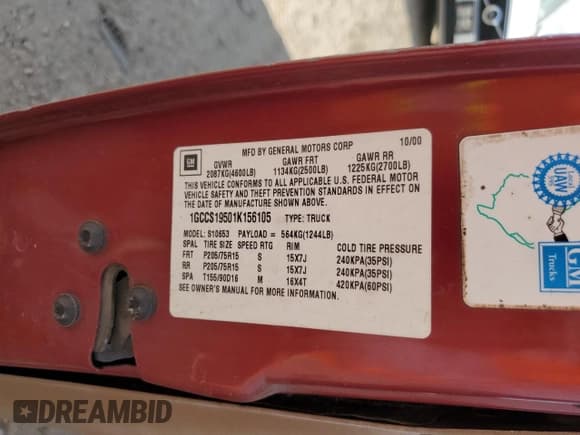 MFD BY GENERAL MOTORS CORP 10/00
GM
GVWR GAWR FRT GAWR RR
2087KG(4600LB) 1134KG(2500LB) 1225KG(2700LB)
THIS VEHICLE CONFORMS TO ALL APPLICABLE U.S. FEDERAL MOTOR
VEHICLE SAFETY AND THEFT PREVENTION STANDARDS IN EFFECT ON
THE DATE OF MANUFACTURE SHOWN ABOVE.
1GCCS19501K156105 TYPE: TRUCK
MODEL: S10653 PAYLOAD = 564KG(1244LB)
SPAL TIRE SIZE SPEED RTG RIM COLD TIRE PRESSURE
FRT P205/75R15 S 15X7J 240KPA(35PSI)
RR P205/75R15 S 15X7J 240KPA(35PSI)
SPA T155/90D16 M 16X4T 420KPA(60PSI)
SEE OWNER'S MANUAL FOR MORE INFORMATION.
UAW
GM
Trucks
DREAMBID